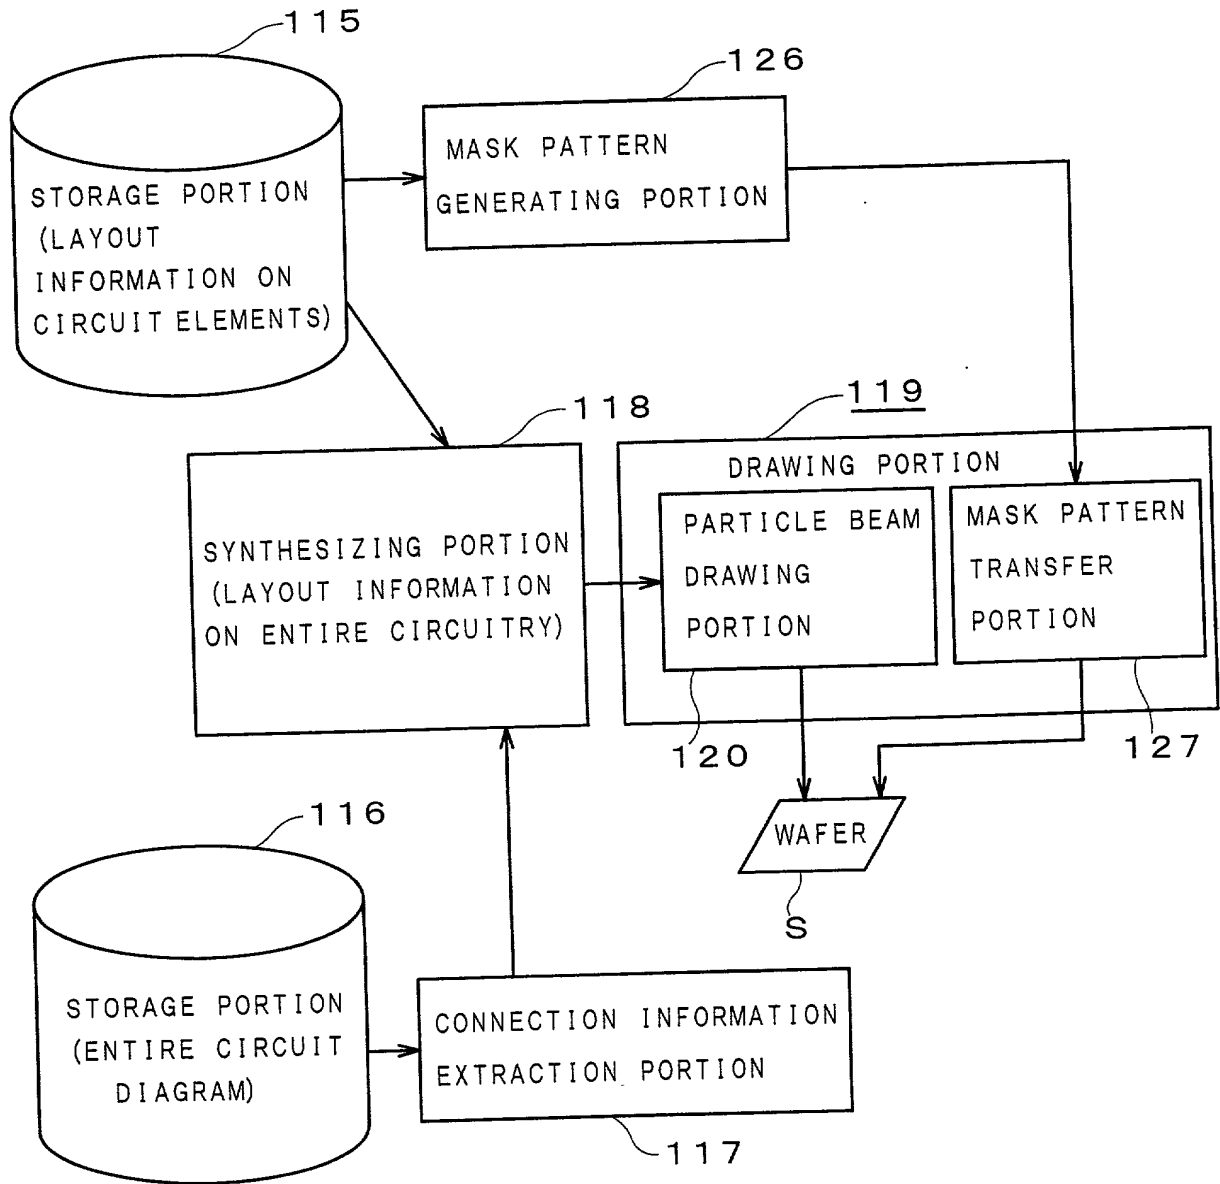 115
126
MASK PATTERN
GENERATING PORTION
STORAGE PORTION
(LAYOUT
INFORMATION ON
CIRCUIT ELEMENTS)
118
119
DRAWING PORTION
PARTICLE BEAM
DRAWING
PORTION
MASK PATTERN
TRANSFER
PORTION
SYNTHESIZING PORTION
(LAYOUT INFORMATION
ON ENTIRE CIRCUITRY)
120
127
WAFER
S
116
STORAGE PORTION
(ENTIRE CIRCUIT
DIAGRAM)
CONNECTION INFORMATION
EXTRACTION PORTION
117